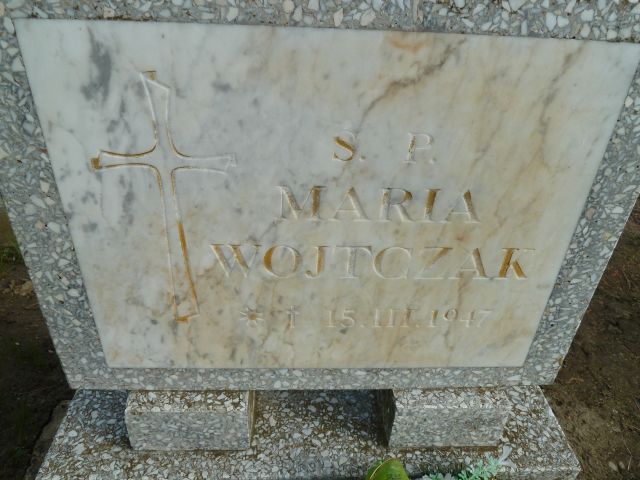 Ś. P.
MARIA
WOJTCZAK
* † 15.III.1947